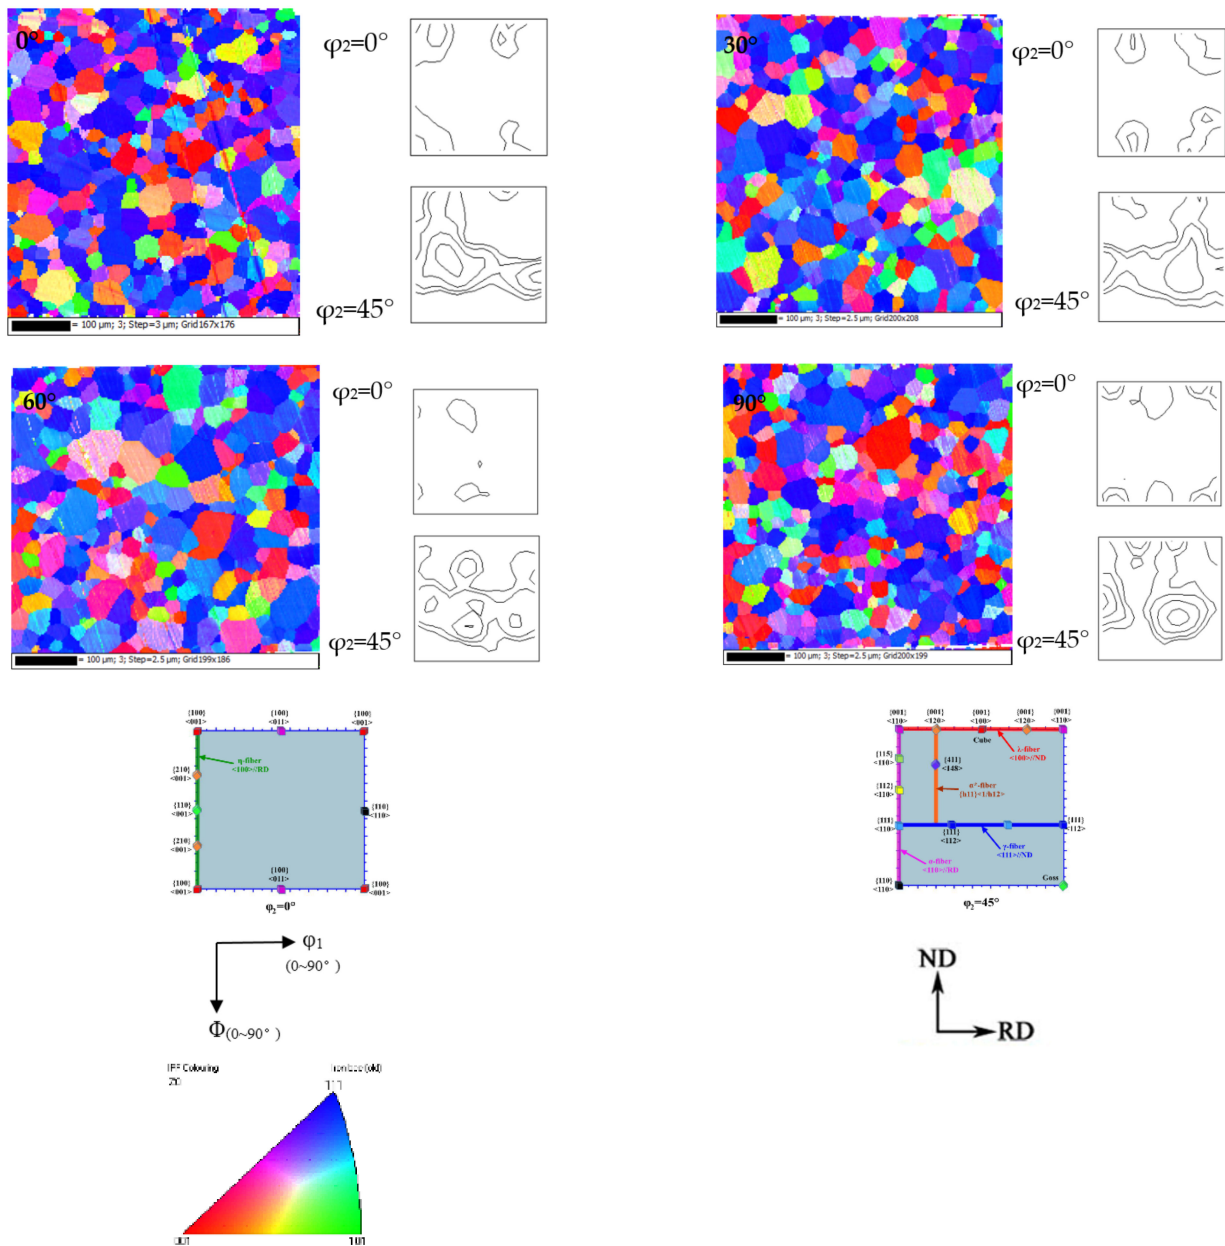 0°
φ₂=0°
φ₂=45°
= 100 µm; 3; Step=3 µm; Grid167x176
30°
φ₂=0°
φ₂=45°
= 100 µm; 3; Step=2.5 µm; Grid200x208
60°
φ₂=0°
φ₂=45°
= 100 µm; 3; Step=2.5 µm; Grid199x186
90°
φ₂=0°
φ₂=45°
= 100 µm; 3; Step=2.5 µm; Grid200x199
{100} {100} {100}
<001> <011> <001>
η-fiber
<100>//RD
{210}
<001>
{110}
<001>
{110}
<110>
{210}
<001>
{100}
<001>
{100}
<011>
{100}
<001>
φ₂=0°
{001} {001} {001} {001} {001}
<110> <120> <100> <120> <110>
Cube
λ-fiber
<100>//ND
{115}
<110>
{411}
<148>
{112}
<110>
α*-fiber
{h11}<1/h12>
{111}
<110>
{111}
<112>
{111}
<112>
γ-fiber
<111>//ND
α-fiber
<110>//RD
{110}
<110>
Goss
φ₂=45°
φ₁
(0~90°)
Φ(0~90°)
ND
RD
IPF Colouring
111
001
101